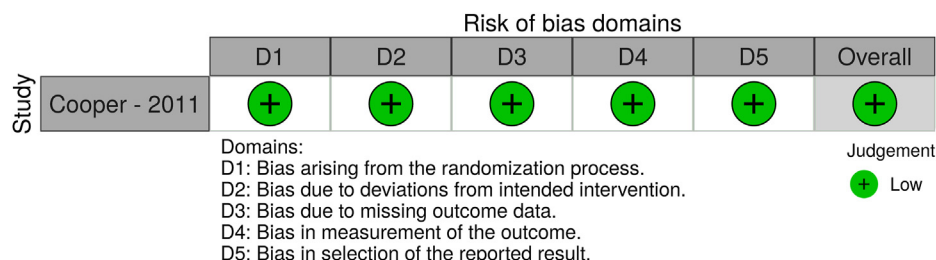 Risk of bias domains
D1 D2 D3 D4 D5 Overall
Study
Cooper - 2011 + + + + + +
Domains:
D1: Bias arising from the randomization process.
D2: Bias due to deviations from intended intervention.
D3: Bias due to missing outcome data.
D4: Bias in measurement of the outcome.
D5: Bias in selection of the reported result.
Judgement
+ Low